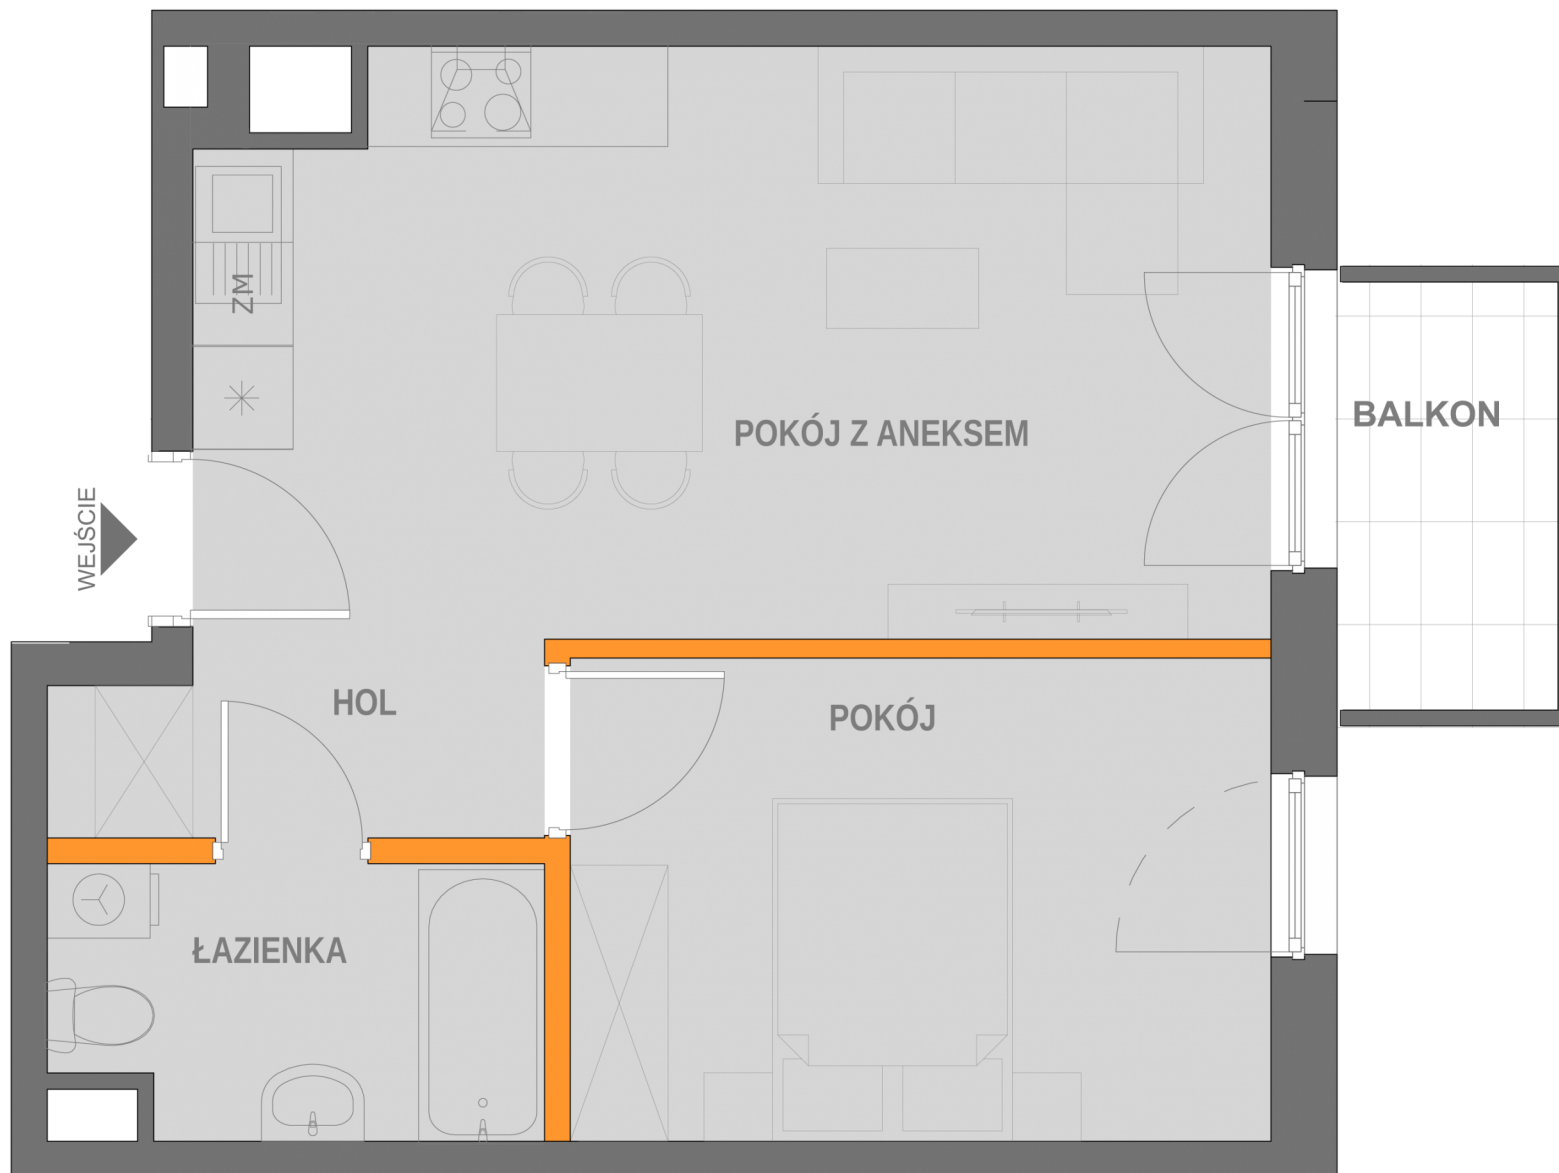 ZM
POKÓJ Z ANEKSEM
BALKON
WEJŚCIE
HOL
POKÓJ
ŁAZIENKA